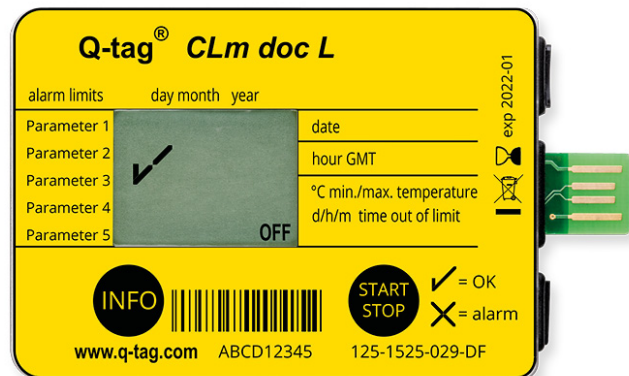 Q-tag® CLm doc L
alarm limits day month year
exp 2022-01
Parameter 1
Parameter 2
Parameter 3
Parameter 4
Parameter 5
OFF
date
hour GMT
°C min./max. temperature
d/h/m time out of limit
INFO
START
STOP
✓ = OK
✗ = alarm
www.q-tag.com ABCD12345 125-1525-029-DF